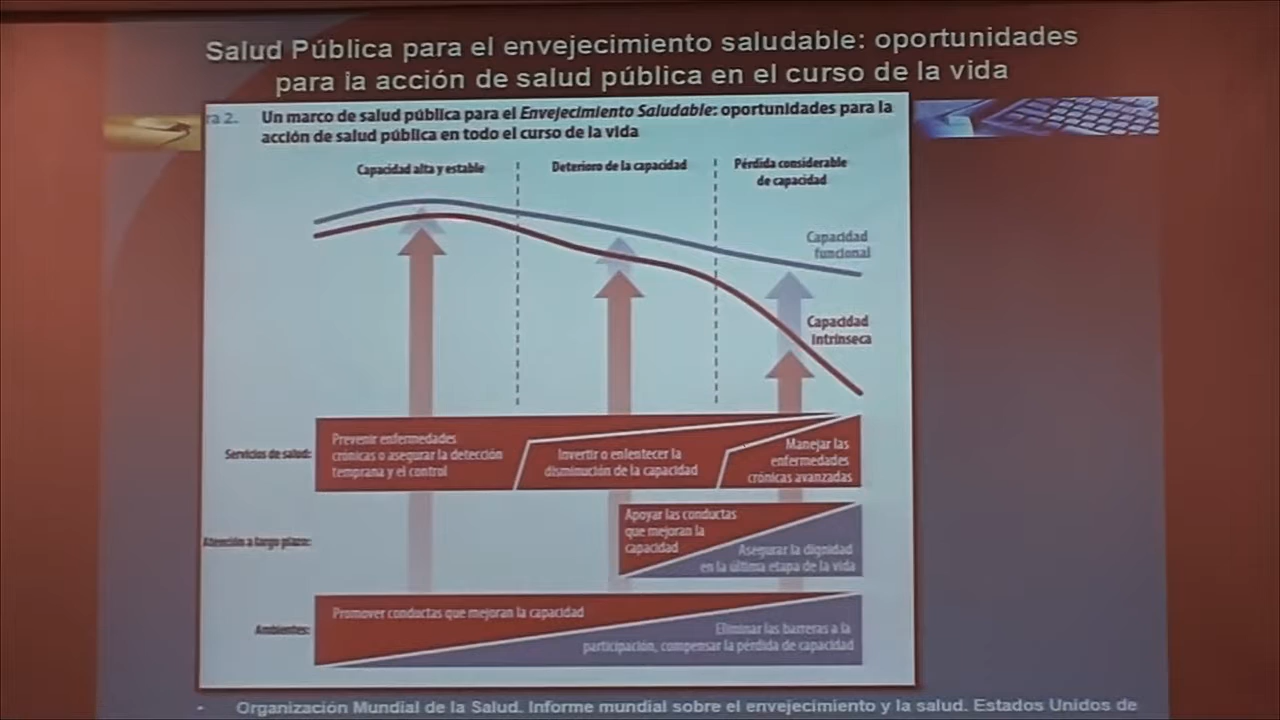 Salud Pública para el envejecimiento saludable: oportunidades
para la acción de salud pública en el curso de la vida
ra 2. Un marco de salud pública para el Envejecimiento Saludable: oportunidades para la
acción de salud pública en todo el curso de la vida
Capacidad alta y estable
Deterioro de la capacidad
Pérdida considerable
de capacidad
Capacidad
funcional
Capacidad
intrínseca
Servicios de salud:
Prevenir enfermedades
crónicas o asegurar la detección
temprana y el control
Invertir o enlentecer la
disminución de la capacidad
Manejar las
enfermedades
crónicas avanzadas
Atención a largo plazo:
Apoyar las conductas
que mejoran la
capacidad
Asegurar la dignidad
en la última etapa de la vida
Ambientes:
Promover conductas que mejoran la capacidad
Eliminar las barreras a la
participación, compensar la pérdida de capacidad
- Organización Mundial de la Salud. Informe mundial sobre el envejecimiento y la salud. Estados Unidos de